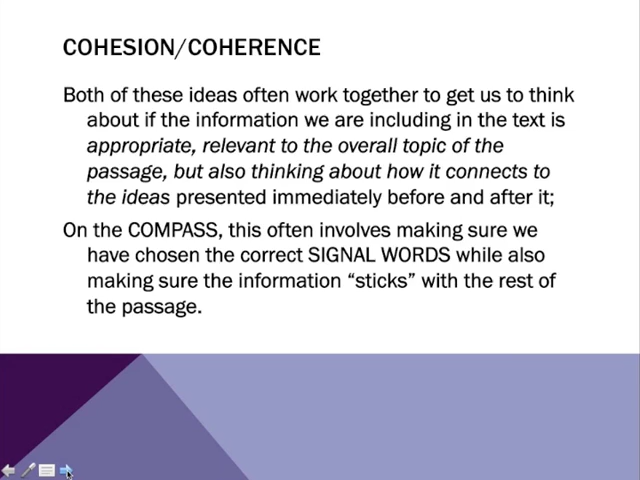 COHESION/COHERENCE
Both of these ideas often work together to get us to think
about if the information we are including in the text is
appropriate, relevant to the overall topic of the
passage, but also thinking about how it connects to
the ideas presented immediately before and after it;
On the COMPASS, this often involves making sure we
have chosen the correct SIGNAL WORDS while also
making sure the information “sticks” with the rest of
the passage.